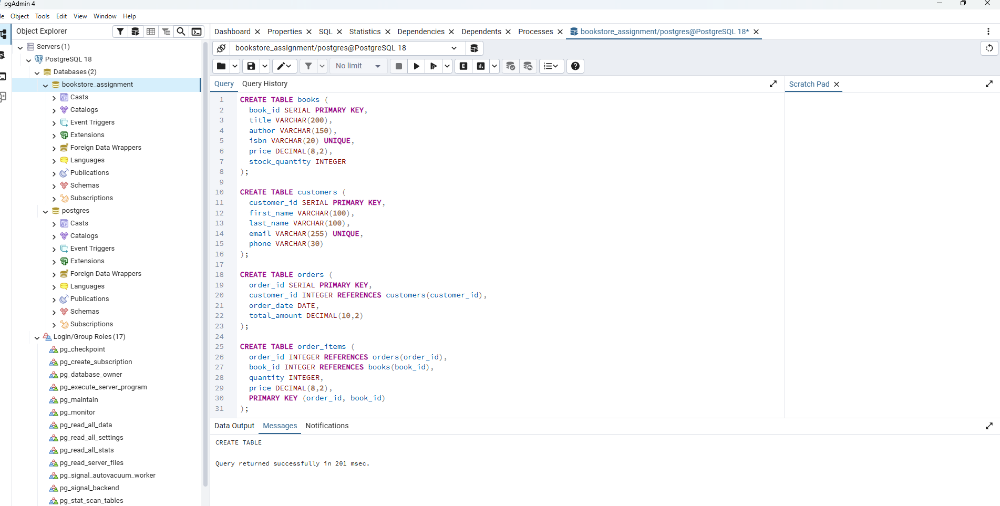 pgAdmin 4
Object Tools Edit View Window Help
Object Explorer
Servers (1)
PostgreSQL 18
Databases (2)
bookstore_assignment
Casts
Catalogs
Event Triggers
Extensions
Foreign Data Wrappers
Languages
Publications
Schemas
Subscriptions
postgres
Casts
Catalogs
Event Triggers
Extensions
Foreign Data Wrappers
Languages
Publications
Schemas
Subscriptions
Login/Group Roles (17)
pg_checkpoint
pg_create_subscription
pg_database_owner
pg_execute_server_program
pg_maintain
pg_monitor
pg_read_all_data
pg_read_all_settings
pg_read_all_stats
pg_read_server_files
pg_signal_autovacuum_worker
pg_signal_backend
pg_stat_scan_tables
Dashboard Properties SQL Statistics Dependencies Dependents Processes bookstore_assignment/postgres@PostgreSQL 18*
bookstore_assignment/postgres@PostgreSQL 18
No limit E
Query Query History
Scratch Pad
1 CREATE TABLE books (
2 book_id SERIAL PRIMARY KEY,
3 title VARCHAR(200),
4 author VARCHAR(150),
5 isbn VARCHAR(20) UNIQUE,
6 price DECIMAL(8,2),
7 stock_quantity INTEGER
8 );
9
10 CREATE TABLE customers (
11 customer_id SERIAL PRIMARY KEY,
12 first_name VARCHAR(100),
13 last_name VARCHAR(100),
14 email VARCHAR(255) UNIQUE,
15 phone VARCHAR(30)
16 );
17
18 CREATE TABLE orders (
19 order_id SERIAL PRIMARY KEY,
20 customer_id INTEGER REFERENCES customers(customer_id),
21 order_date DATE,
22 total_amount DECIMAL(10,2)
23 );
24
25 CREATE TABLE order_items (
26 order_id INTEGER REFERENCES orders(order_id),
27 book_id INTEGER REFERENCES books(book_id),
28 quantity INTEGER,
29 price DECIMAL(8,2),
30 PRIMARY KEY (order_id, book_id)
31 );
Data Output Messages Notifications
CREATE TABLE
Query returned successfully in 201 msec.